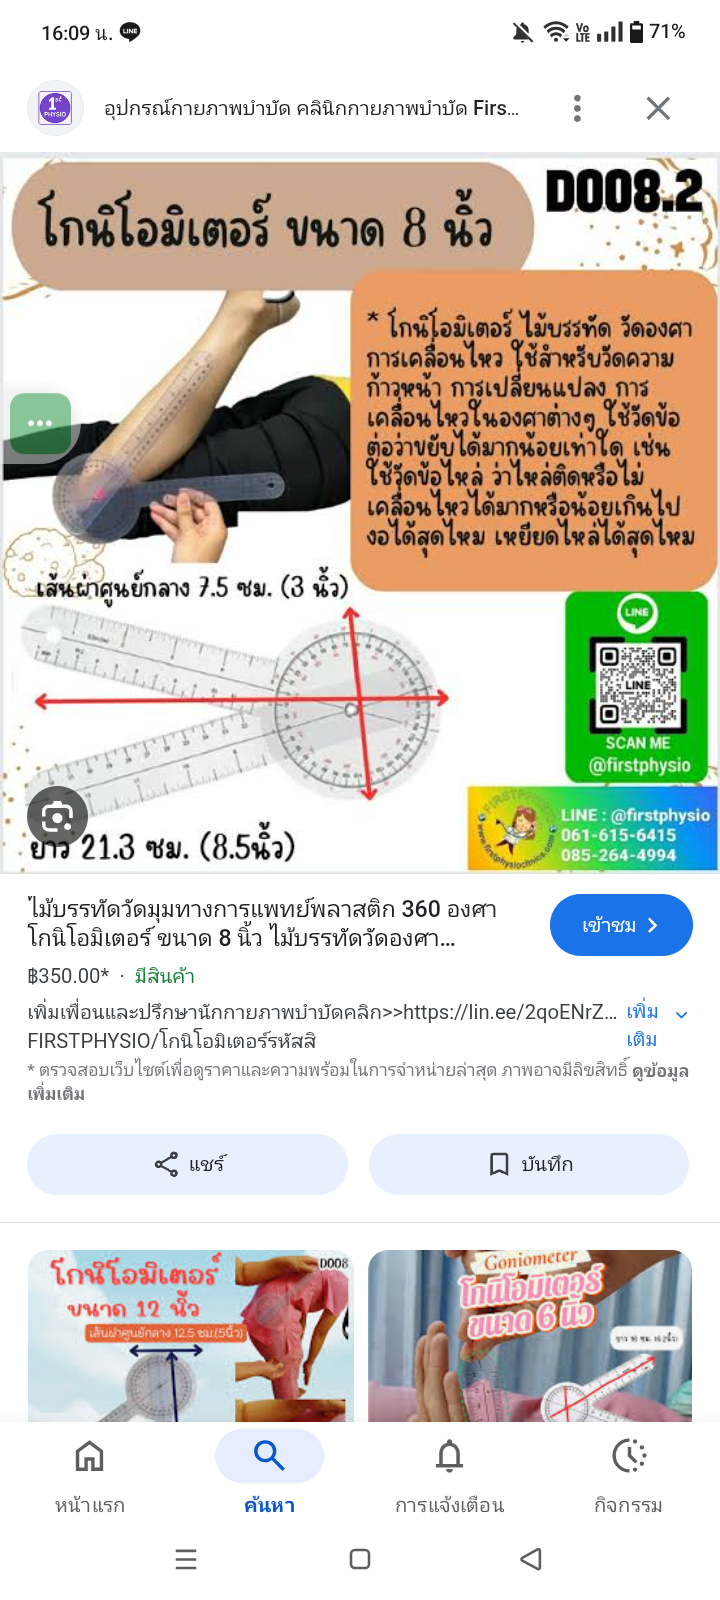 16:09 น. LINE Vo LTE 71%
1st PHYSIO อุปกรณ์กายภาพบำบัด คลินิกกายภาพบำบัด Firs...
D008.2
โกนิโอมิเตอร์ ขนาด 8 นิ้ว
* โกนิโอมิเตอร์ ไม้บรรทัด วัดองศา
การเคลื่อนไหว ใช้สำหรับวัดความ
ก้าวหน้า การเปลี่ยนแปลง การ
เคลื่อนไหวในองศาต่างๆ ใช้วัดข้อ
ต่อว่าขยับได้มากน้อยเท่าใด เช่น
ใช้วัดข้อไหล่ ว่าไหล่ติดหรือไม่
เคลื่อนไหวได้มากหรือน้อยเกินไป
งอได้สุดไหม เหยียดไหล่ได้สุดไหม
เส้นผ่าศูนย์กลาง 7.5 ซม. (3 นิ้ว)
LINE
LINE
SCAN ME
@firstphysio
LINE : @firstphysio
061-615-6415
085-264-4994
ยาว 21.3 ซม. (8.5นิ้ว)
ไม้บรรทัดวัดมุมทางการแพทย์พลาสติก 360 องศา
โกนิโอมิเตอร์ ขนาด 8 นิ้ว ไม้บรรทัดวัดองศา...
เข้าชม
฿350.00* · มีสินค้า
เพิ่มเพื่อนและปรึกษานักกายภาพบำบัดคลิก>>https://lin.ee/2qoENrZ... เพิ่ม
FIRSTPHYSIO/โกนิโอมิเตอร์รหัสสิ เติม
* ตรวจสอบเว็บไซต์เพื่อดูราคาและความพร้อมในการจำหน่ายล่าสุด ภาพอาจมีลิขสิทธิ์ ดูข้อมูล
เพิ่มเติม
แชร์
บันทึก
โกนิโอมิเตอร์
D008
ขนาด 12 นิ้ว
เส้นผ่าศูนย์กลาง 12.5 ซม.(5นิ้ว)
Goniometer
โกนิโอมิเตอร์
ขนาด 6 นิ้ว
หน้าแรก
ค้นหา
การแจ้งเตือน
กิจกรรม